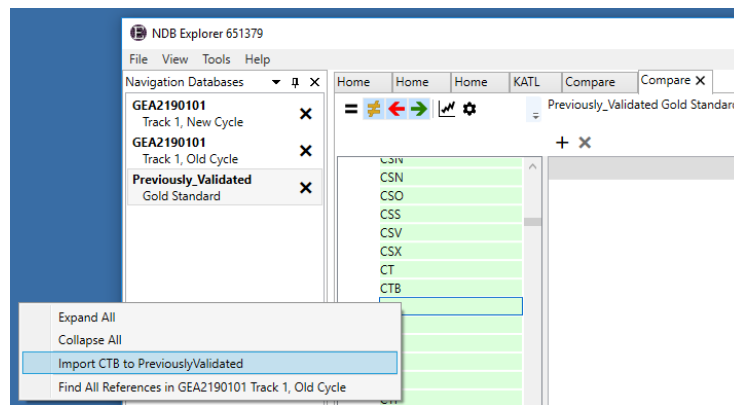 NDB Explorer 651379
File View Tools Help
Navigation Databases
Home Home Home KATL Compare Compare
GEA2190101
Track 1, New Cycle
GEA2190101
Track 1, Old Cycle
Previously_Validated
Gold Standard
Previously_Validated Gold Standard
CSN
CSN
CSO
CSS
CSV
CSX
CT
CTB
Expand All
Collapse All
Import CTB to PreviouslyValidated
Find All References in GEA2190101 Track 1, Old Cycle